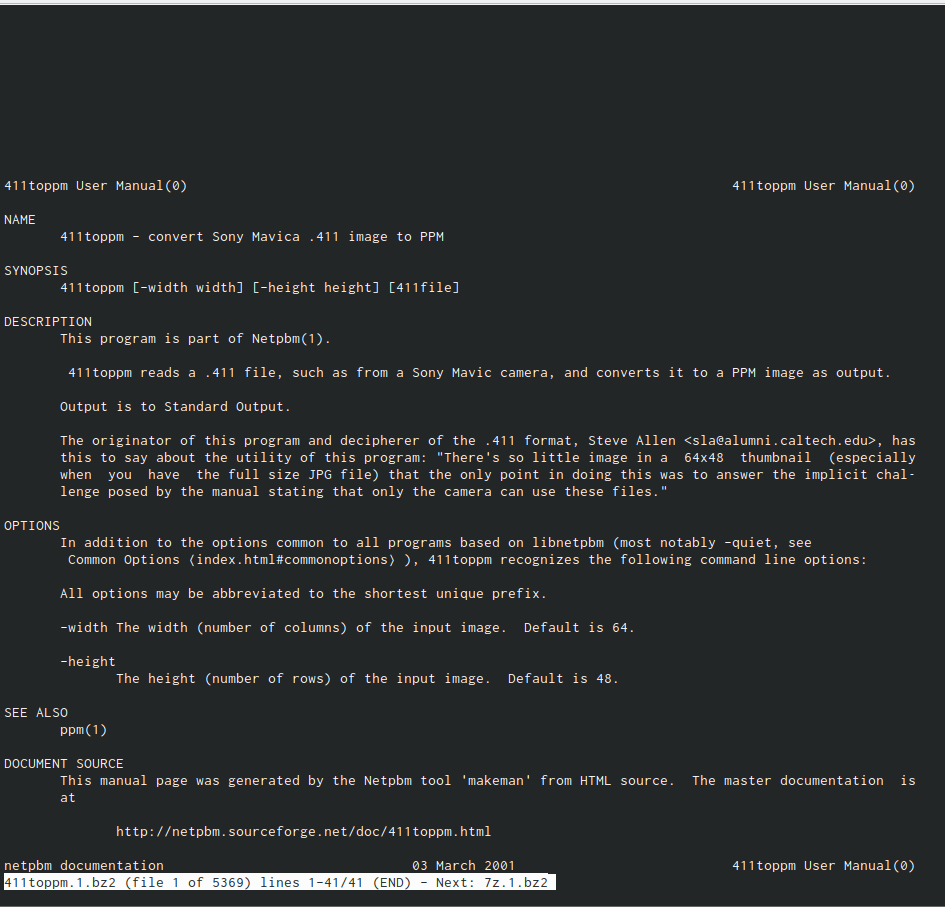 411toppm User Manual(0) 411toppm User Manual(0)
NAME
411toppm - convert Sony Mavica .411 image to PPM
SYNOPSIS
411toppm [-width width] [-height height] [411file]
DESCRIPTION
This program is part of Netpbm(1).
411toppm reads a .411 file, such as from a Sony Mavic camera, and converts it to a PPM image as output.
Output is to Standard Output.
The originator of this program and decipherer of the .411 format, Steve Allen <sla@alumni.caltech.edu>, has
this to say about the utility of this program: "There's so little image in a 64x48 thumbnail (especially
when you have the full size JPG file) that the only point in doing this was to answer the implicit chal-
lenge posed by the manual stating that only the camera can use these files."
OPTIONS
In addition to the options common to all programs based on libnetpbm (most notably -quiet, see
Common Options ⟨index.html#commonoptions⟩ ), 411toppm recognizes the following command line options:
All options may be abbreviated to the shortest unique prefix.
-width The width (number of columns) of the input image. Default is 64.
-height
The height (number of rows) of the input image. Default is 48.
SEE ALSO
ppm(1)
DOCUMENT SOURCE
This manual page was generated by the Netpbm tool 'makeman' from HTML source. The master documentation is
at
http://netpbm.sourceforge.net/doc/411toppm.html
netpbm documentation 03 March 2001 411toppm User Manual(0)
411toppm.1.bz2 (file 1 of 5369) lines 1-41/41 (END) - Next: 7z.1.bz2